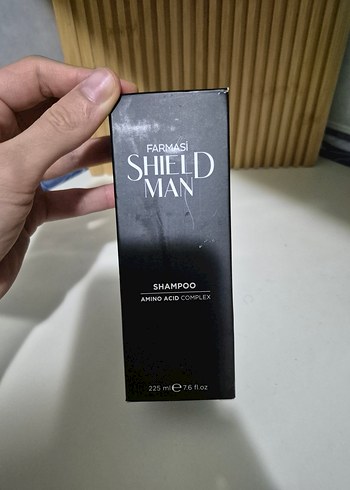 FARMASİ
SHIELD
MAN
SHAMPOO
AMINO ACID COMPLEX
225 ml ℮ 7.6 fl.oz